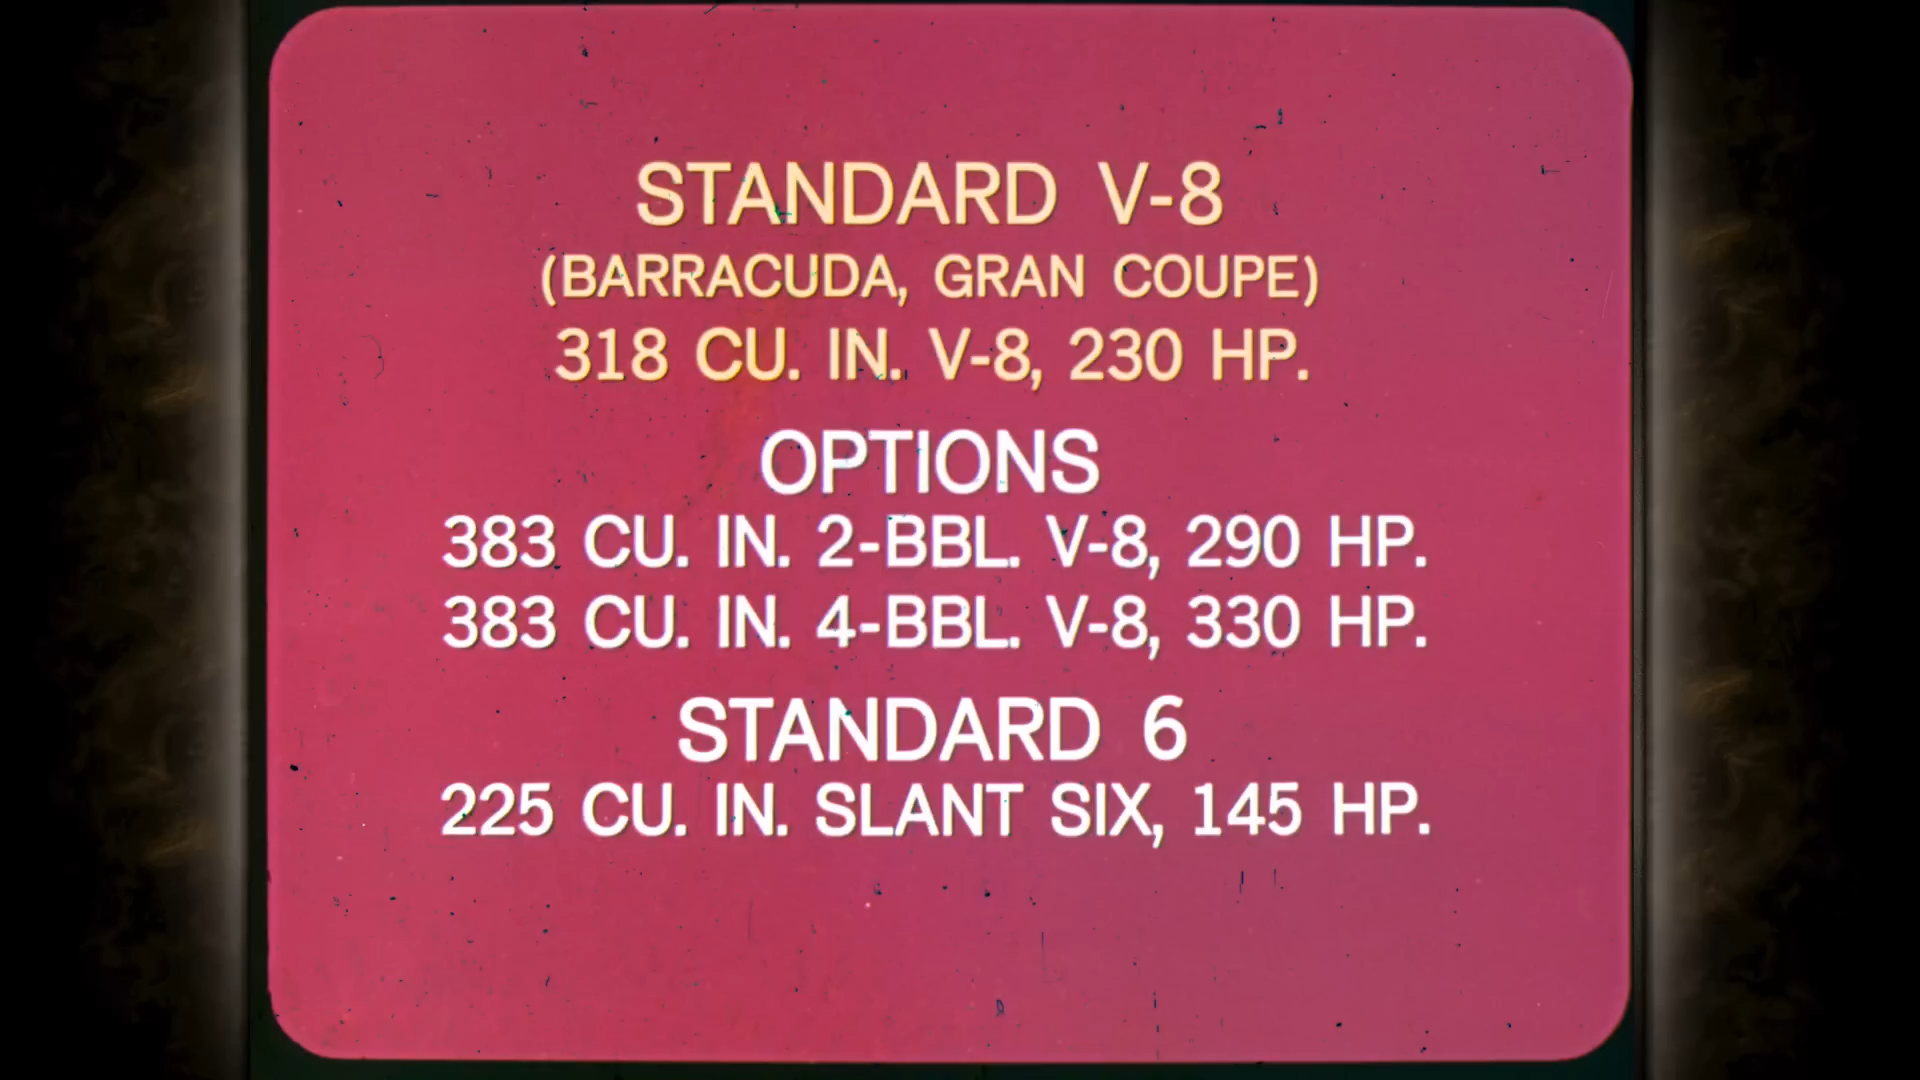 STANDARD V-8
(BARRACUDA, GRAN COUPE)
318 CU. IN. V-8, 230 HP.
OPTIONS
383 CU. IN. 2-BBL. V-8, 290 HP.
383 CU. IN. 4-BBL. V-8, 330 HP.
STANDARD 6
225 CU. IN. SLANT SIX, 145 HP.